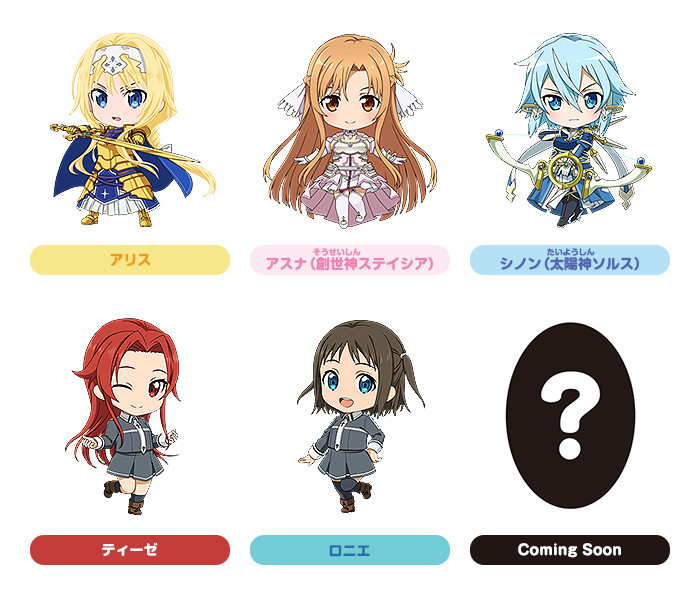 アリス
そうせいしん
アスナ（創世神ステイシア）
たいようしん
シノン（太陽神ソルス）
ティーゼ
ロニエ
?
Coming Soon